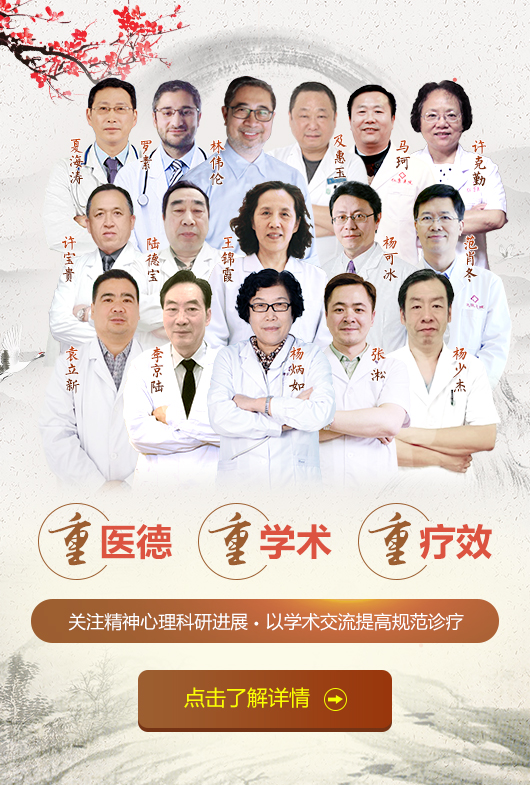 夏海涛
罗素
林伟伦
及惠玉
马珂
许克勤
许宝贵
陆德宝
王锦霞
杨可冰
范肖冬
袁立新
李京陆
杨炳如
张淞
杨少杰
重医德
重学术
重疗效
关注精神心理科研进展·以学术交流提高规范诊疗
点击了解详情